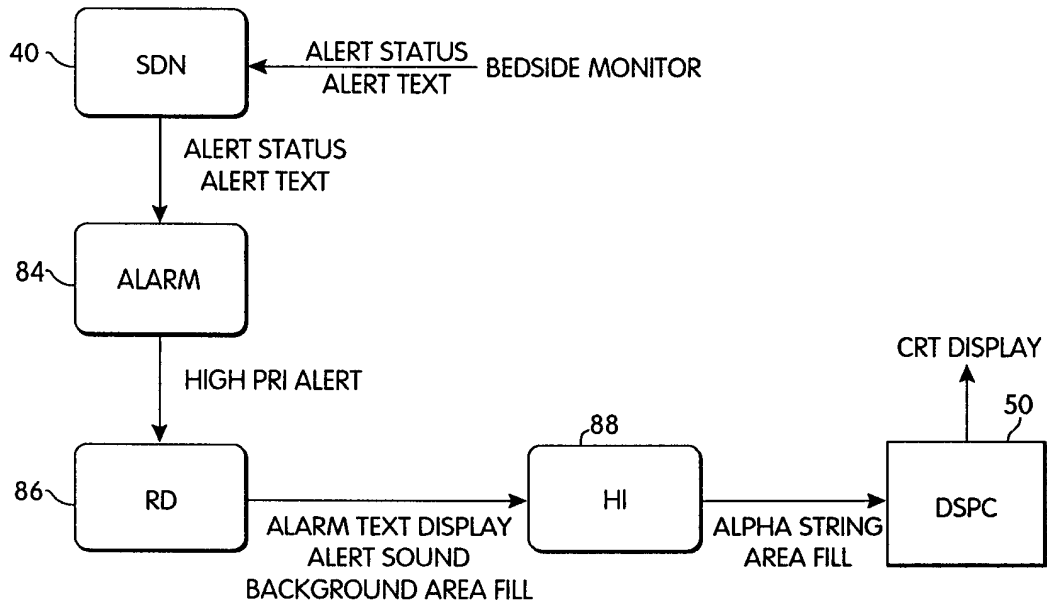 40
SDN
ALERT STATUS
ALERT TEXT
BEDSIDE MONITOR
ALERT STATUS
ALERT TEXT
84
ALARM
HIGH PRI ALERT
CRT DISPLAY
86
RD
ALARM TEXT DISPLAY
ALERT SOUND
BACKGROUND AREA FILL
88
HI
ALPHA STRING
AREA FILL
50
DSPC